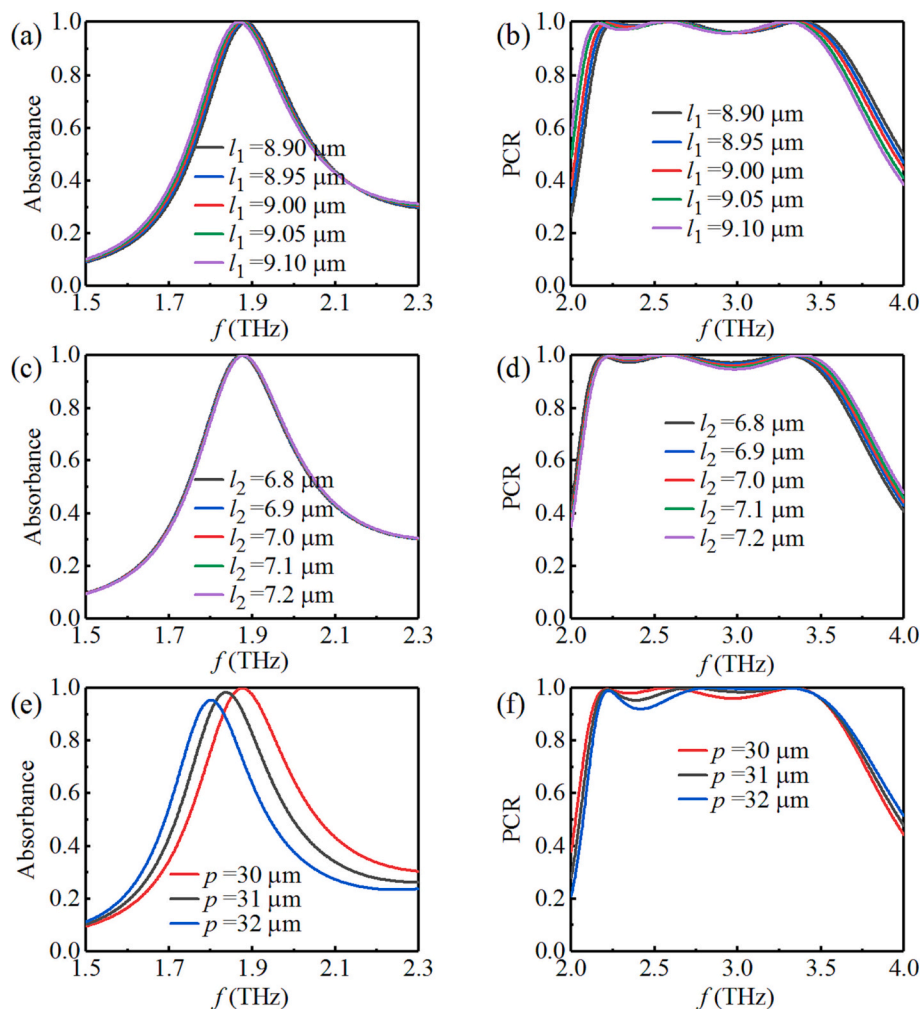 (a)
1.0
0.8
0.6
0.4
0.2
0.0
Absorbance
l1=8.90 μm
l1=8.95 μm
l1=9.00 μm
l1=9.05 μm
l1=9.10 μm
1.5 1.7 1.9 2.1 2.3
f (THz)
(b)
1.0
0.8
0.6
0.4
0.2
0.0
PCR
l1=8.90 μm
l1=8.95 μm
l1=9.00 μm
l1=9.05 μm
l1=9.10 μm
2.0 2.5 3.0 3.5 4.0
f (THz)
(c)
1.0
0.8
0.6
0.4
0.2
0.0
Absorbance
l2=6.8 μm
l2=6.9 μm
l2=7.0 μm
l2=7.1 μm
l2=7.2 μm
1.5 1.7 1.9 2.1 2.3
f (THz)
(d)
1.0
0.8
0.6
0.4
0.2
0.0
PCR
l2=6.8 μm
l2=6.9 μm
l2=7.0 μm
l2=7.1 μm
l2=7.2 μm
2.0 2.5 3.0 3.5 4.0
f (THz)
(e)
1.0
0.8
0.6
0.4
0.2
0.0
Absorbance
p =30 μm
p =31 μm
p =32 μm
1.5 1.7 1.9 2.1 2.3
f (THz)
(f)
1.0
0.8
0.6
0.4
0.2
0.0
PCR
p =30 μm
p =31 μm
p =32 μm
2.0 2.5 3.0 3.5 4.0
f (THz)